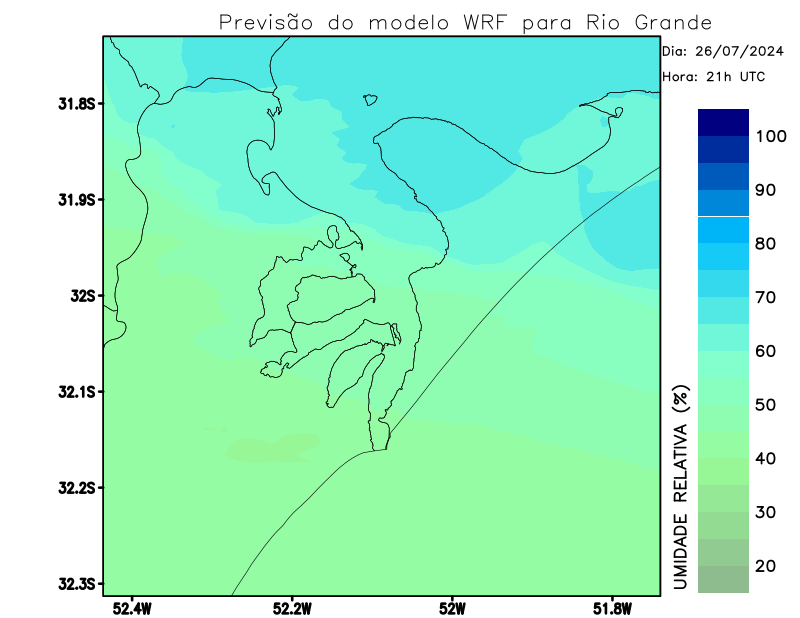 Previsão do modelo WRF para Rio Grande
Dia: 26/07/2024
Hora: 21h UTC
31.8S
31.9S
32S
32.1S
32.2S
32.3S
52.4W
52.2W
52W
51.8W
100
90
80
70
60
50
40
30
20
UMIDADE RELATIVA (%)